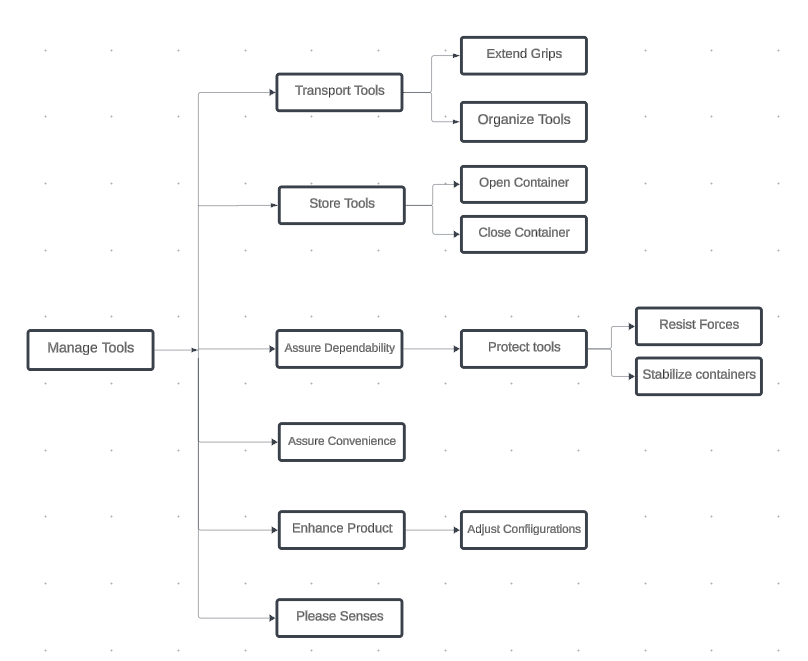 Extend Grips
Transport Tools
Organize Tools
Open Container
Store Tools
Close Container
Resist Forces
Manage Tools
Assure Dependability
Protect tools
Stabilize containers
Assure Convenience
Enhance Product
Adjust Confliigurations
Please Senses